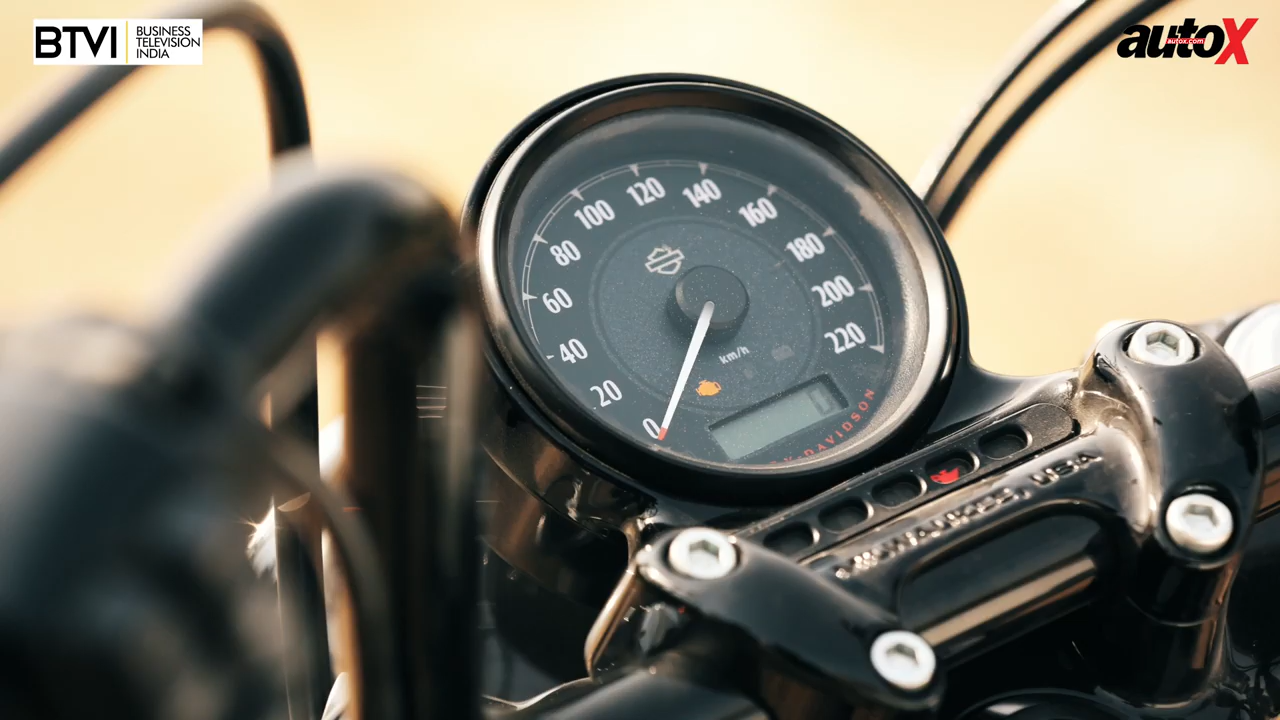 BTVI
BUSINESS
TELEVISION
INDIA
autoX
autox.com
0
20
40
60
80
100
120
140
160
180
200
220
km/h
DAVIDSON
USA